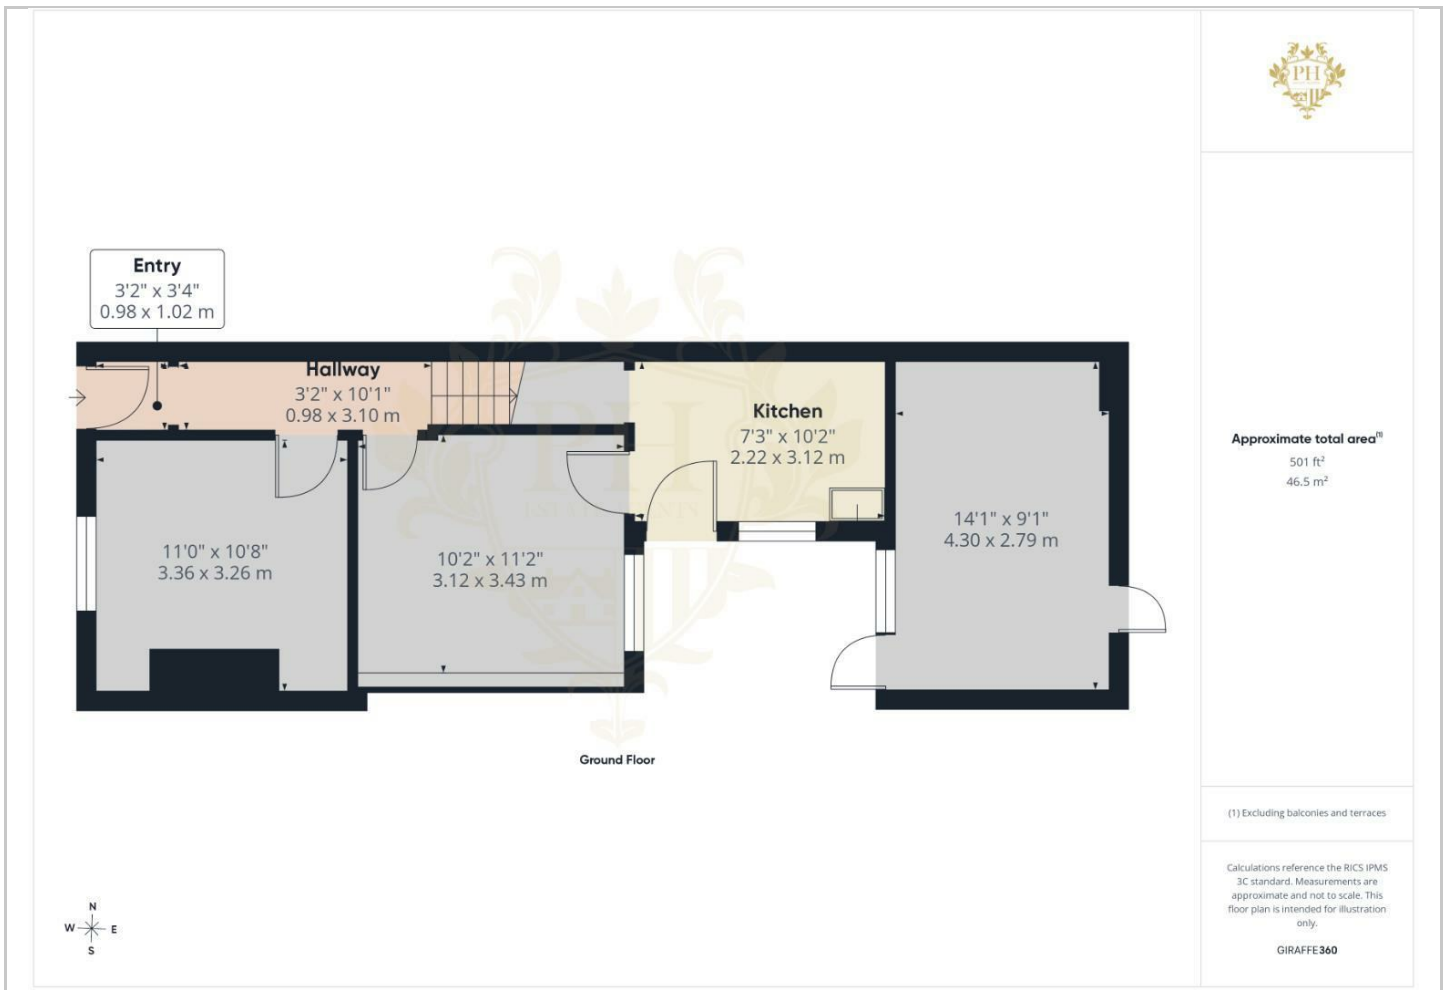 PH
Entry
3'2" x 3'4"
0.98 x 1.02 m
Hallway
3'2" x 10'1"
0.98 x 3.10 m
Kitchen
7'3" x 10'2"
2.22 x 3.12 m
11'0" x 10'8"
3.36 x 3.26 m
10'2" x 11'2"
3.12 x 3.43 m
14'1" x 9'1"
4.30 x 2.79 m
PH
Ground Floor
N
W E
S
Approximate total area(1)
501 ft²
46.5 m²
(1) Excluding balconies and terraces
Calculations reference the RICS IPMS
3C standard. Measurements are
approximate and not to scale. This
floor plan is intended for illustration
only.
GIRAFFE360